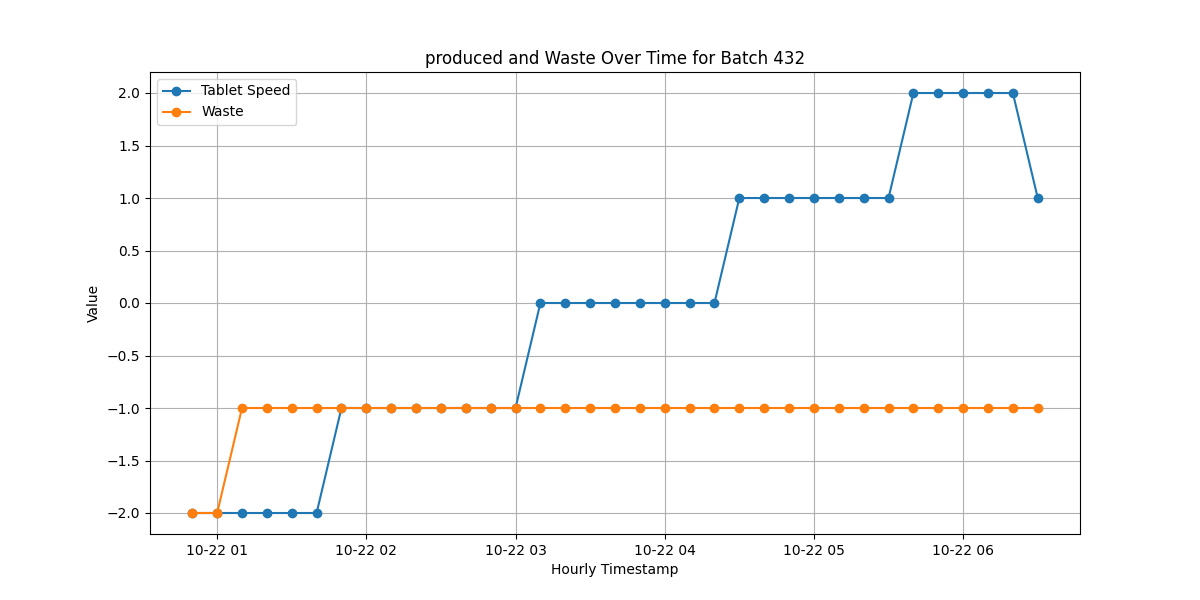 produced and Waste Over Time for Batch 432
Tablet Speed
Waste
2.0
1.5
1.0
0.5
0.0
−0.5
−1.0
−1.5
−2.0
Value
10-22 01 10-22 02 10-22 03 10-22 04 10-22 05 10-22 06
Hourly Timestamp